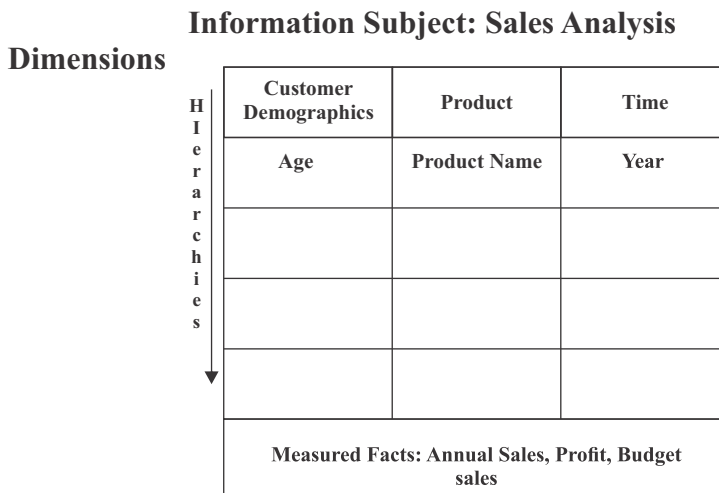 Information Subject: Sales Analysis
Dimensions
HIerarchies
Customer
Demographics
Product
Time
Age
Product Name
Year
Measured Facts: Annual Sales, Profit, Budget
sales